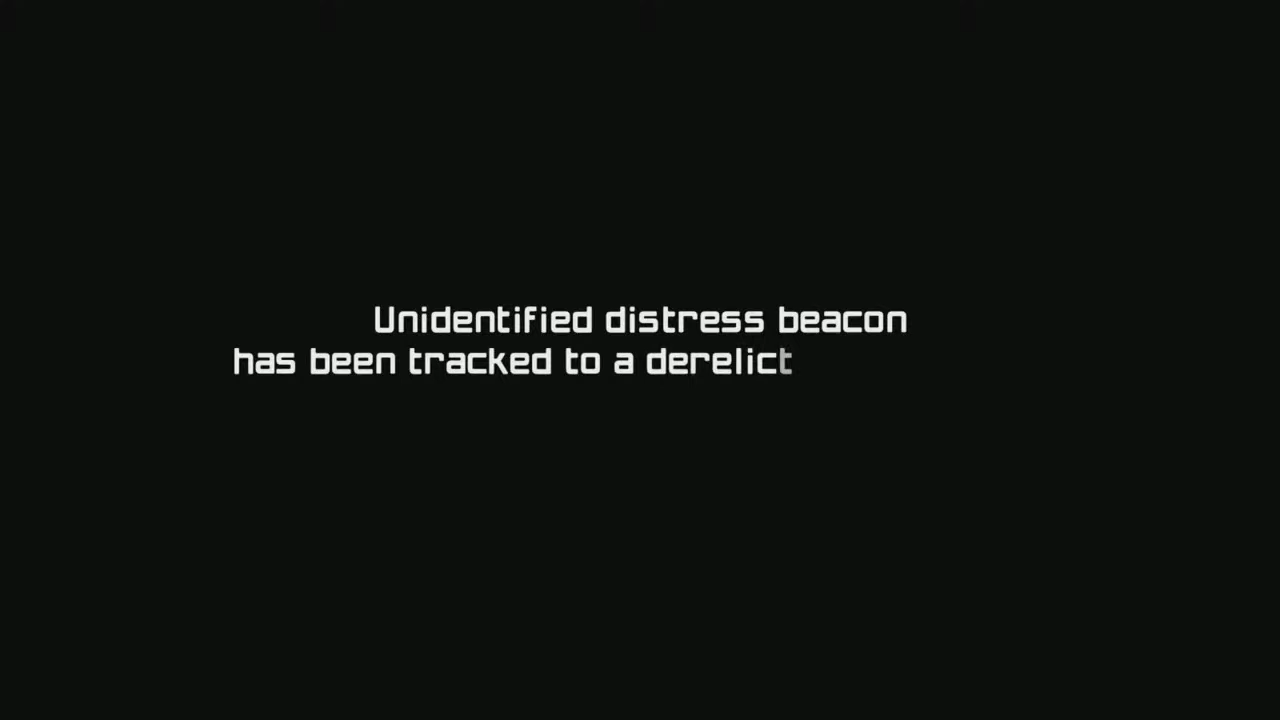 Unidentified distress beacon
has been tracked to a derelict